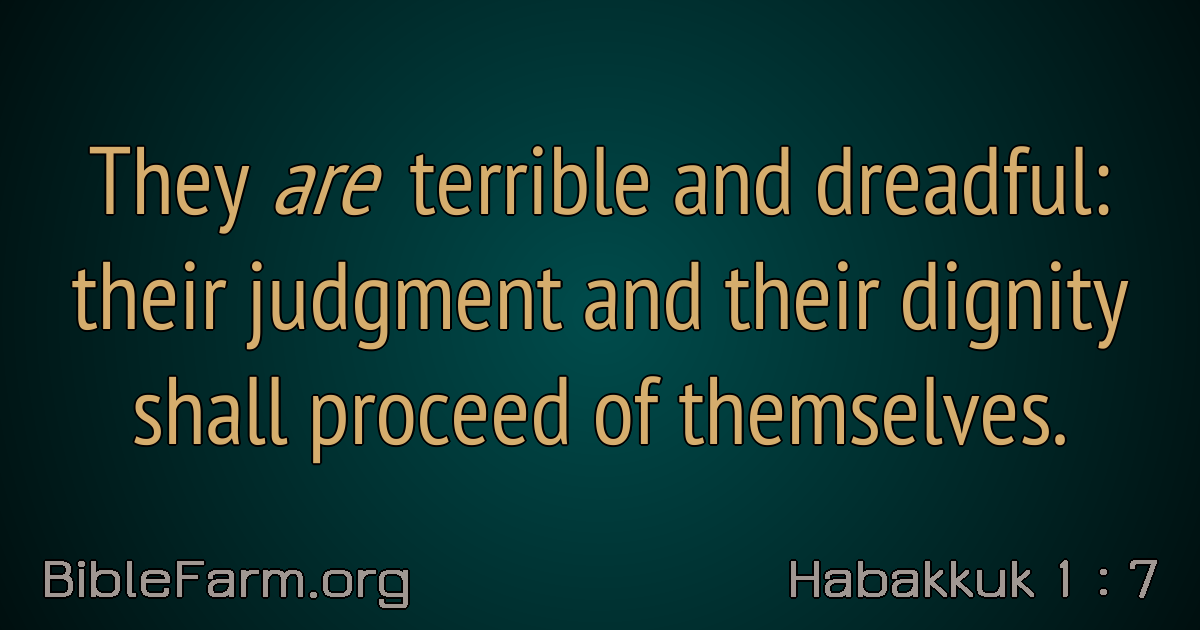 They are terrible and dreadful:
their judgment and their dignity
shall proceed of themselves.
BibleFarm.org
Habakkuk 1 : 7